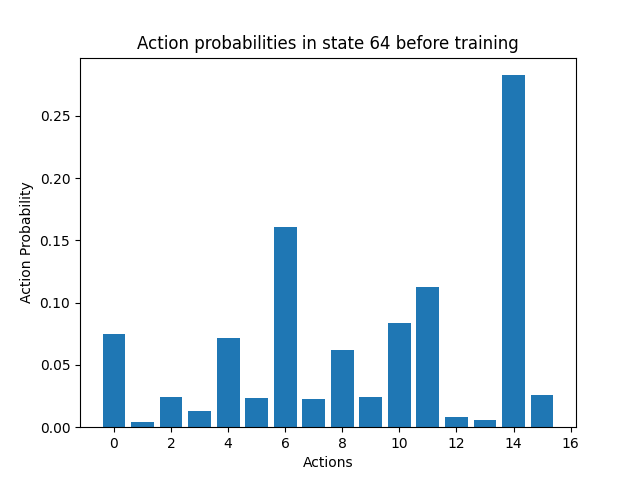 Action probabilities in state 64 before training
0.25
0.20
0.15
0.10
0.05
0.00
Action Probability
0 2 4 6 8 10 12 14 16
Actions